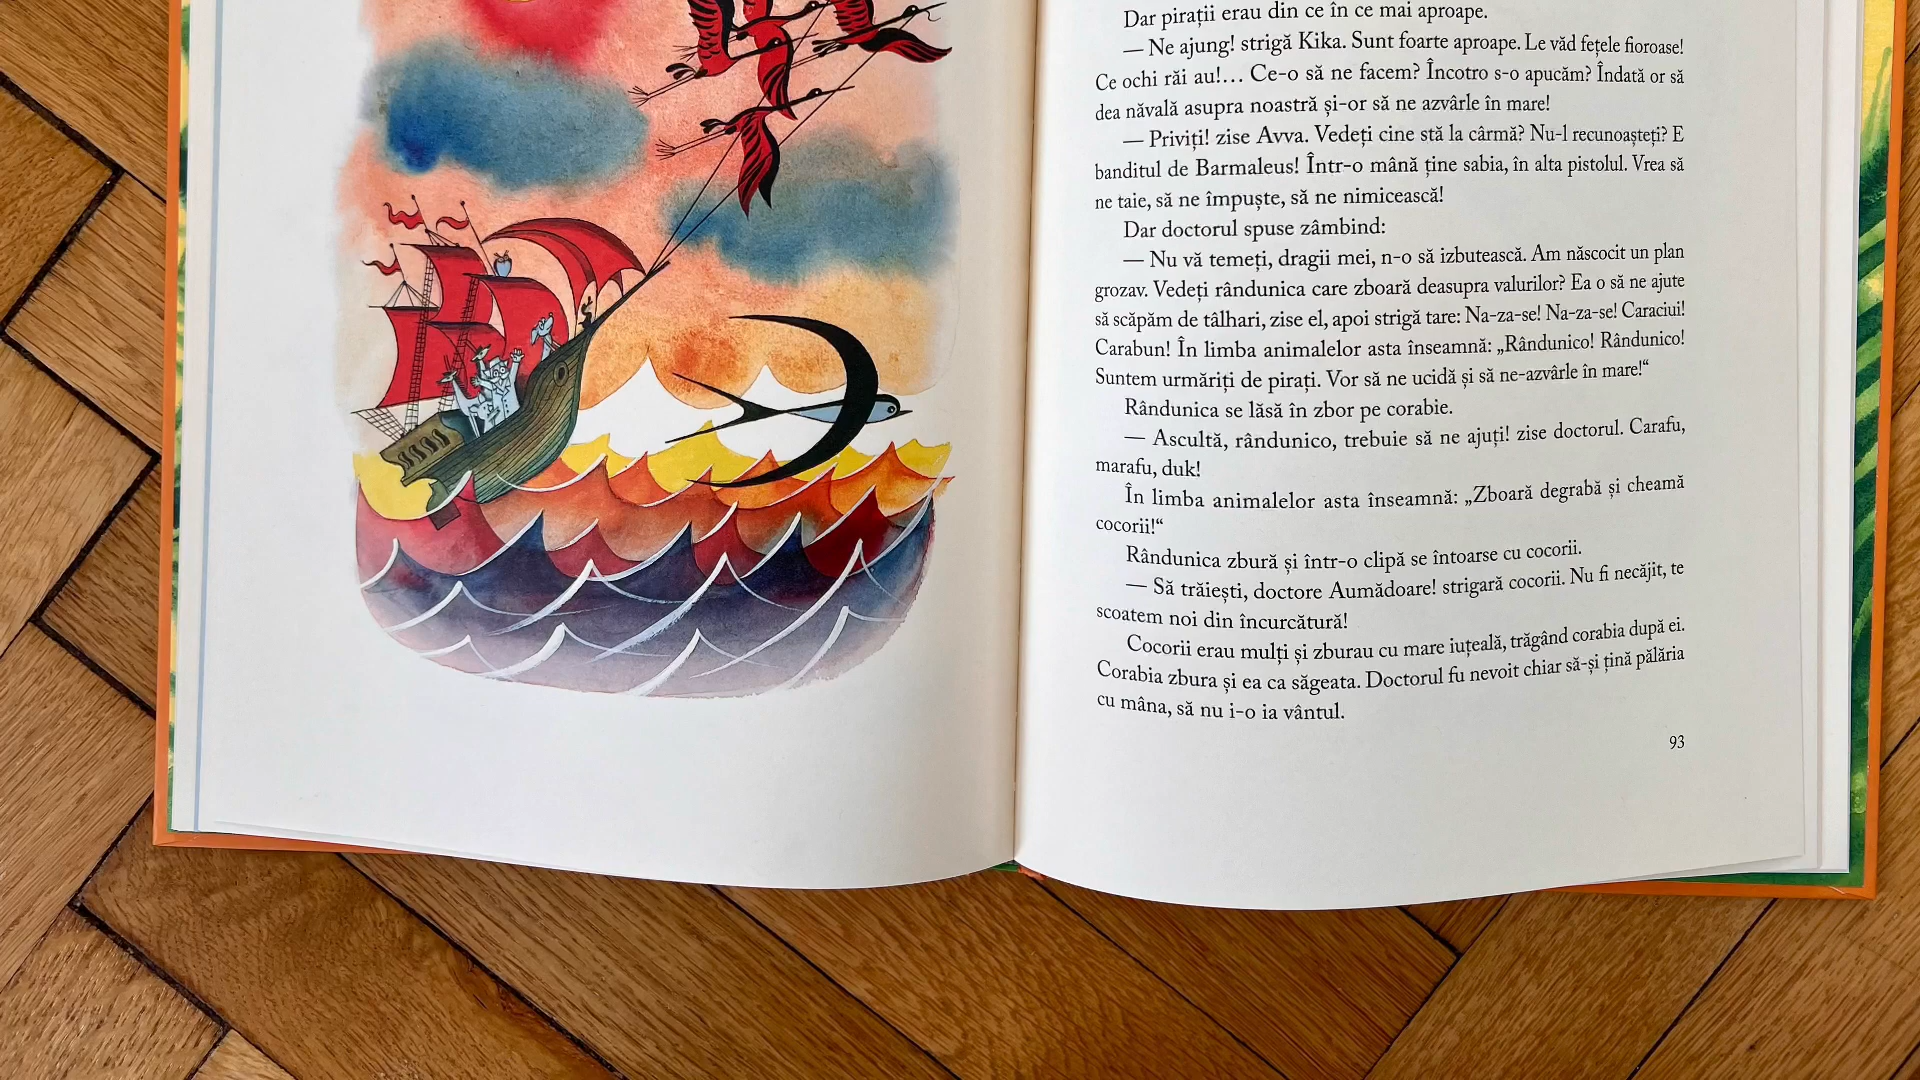 Dar pirații erau din ce în ce mai aproape.
— Ne ajung! strigă Kika. Sunt foarte aproape. Le văd fețele fioroase!
Ce ochi răi au!… Ce-o să ne facem? Încotro s-o apucăm? Îndată or să
dea năvală asupra noastră și-or să ne azvârle în mare!
— Priviți! zise Avva. Vedeți cine stă la cârmă? Nu-l recunoașteți? E
banditul de Barmaleus! Într-o mână ține sabia, în alta pistolul. Vrea să
ne taie, să ne împuște, să ne nimicească!
Dar doctorul spuse zâmbind:
— Nu vă temeți, dragii mei, n-o să izbutească. Am născocit un plan
grozav. Vedeți rândunica care zboară deasupra valurilor? Ea o să ne ajute
să scăpăm de tâlhari, zise el, apoi strigă tare: Na-za-se! Na-za-se! Caraciui!
Carabun! În limba animalelor asta înseamnă: „Rândunico! Rândunico!
Suntem urmăriți de pirați. Vor să ne ucidă și să ne-azvârle în mare!“
Rândunica se lăsă în zbor pe corabie.
— Ascultă, rândunico, trebuie să ne ajuți! zise doctorul. Carafu,
marafu, duk!
În limba animalelor asta înseamnă: „Zboară degrabă și cheamă
cocorii!“
Rândunica zbură și într-o clipă se întoarse cu cocorii.
— Să trăiești, doctore Aumădoare! strigară cocorii. Nu fi necăjit, te
scoatem noi din încurcătură!
Cocorii erau mulți și zburau cu mare iuțeală, trăgând corabia după ei.
Corabia zbura și ea ca săgeata. Doctorul fu nevoit chiar să-și țină pălăria
cu mâna, să nu i-o ia vântul.
93